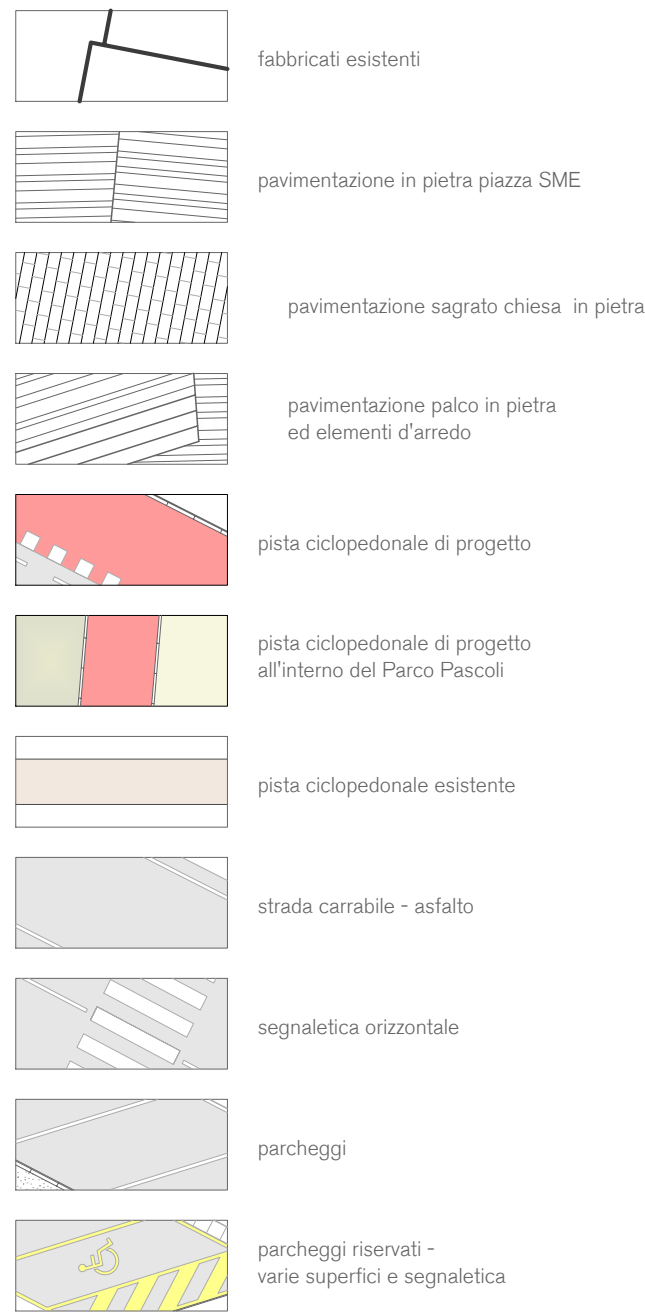 fabbricati esistenti
pavimentazione in pietra piazza SME
pavimentazione sagrato chiesa  in pietra
pavimentazione palco in pietra
ed elementi d'arredo
pista ciclopedonale di progetto
pista ciclopedonale di progetto
all'interno del Parco Pascoli
pista ciclopedonale esistente
strada carrabile - asfalto
segnaletica orizzontale
parcheggi
parcheggi riservati -
varie superfici e segnaletica